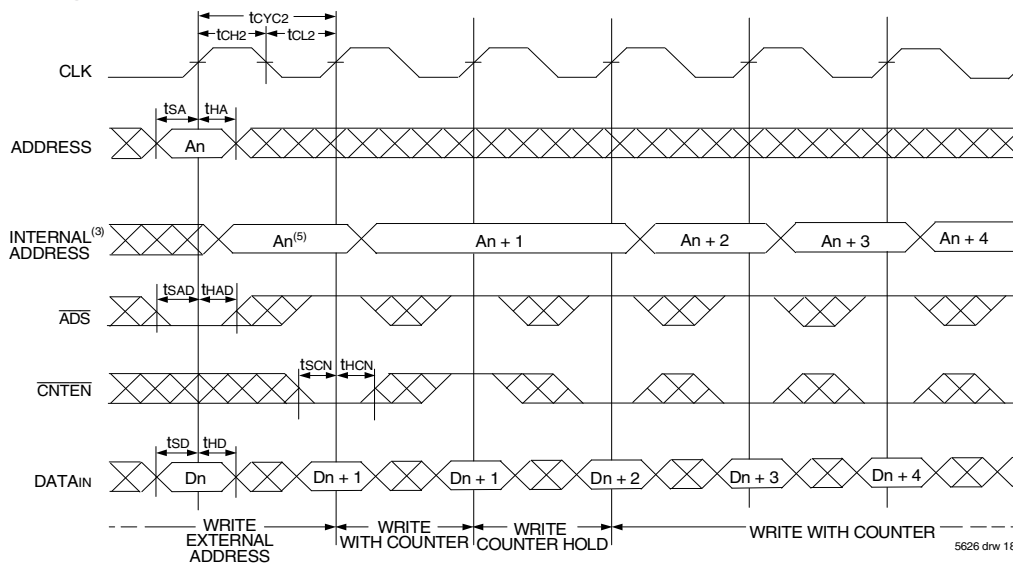 tCYC2
tCH2 tCL2
CLK
tSA tHA
ADDRESS An
INTERNAL(3) ADDRESS An(5) An + 1 An + 2 An + 3 An + 4
tSAD tHAD
ADS
tSCN tHCN
CNTEN
tSD tHD
DATAIN Dn Dn + 1 Dn + 1 Dn + 2 Dn + 3 Dn + 4
WRITE EXTERNAL ADDRESS
WRITE WITH COUNTER
WRITE COUNTER HOLD
WRITE WITH COUNTER
5626 drw 18